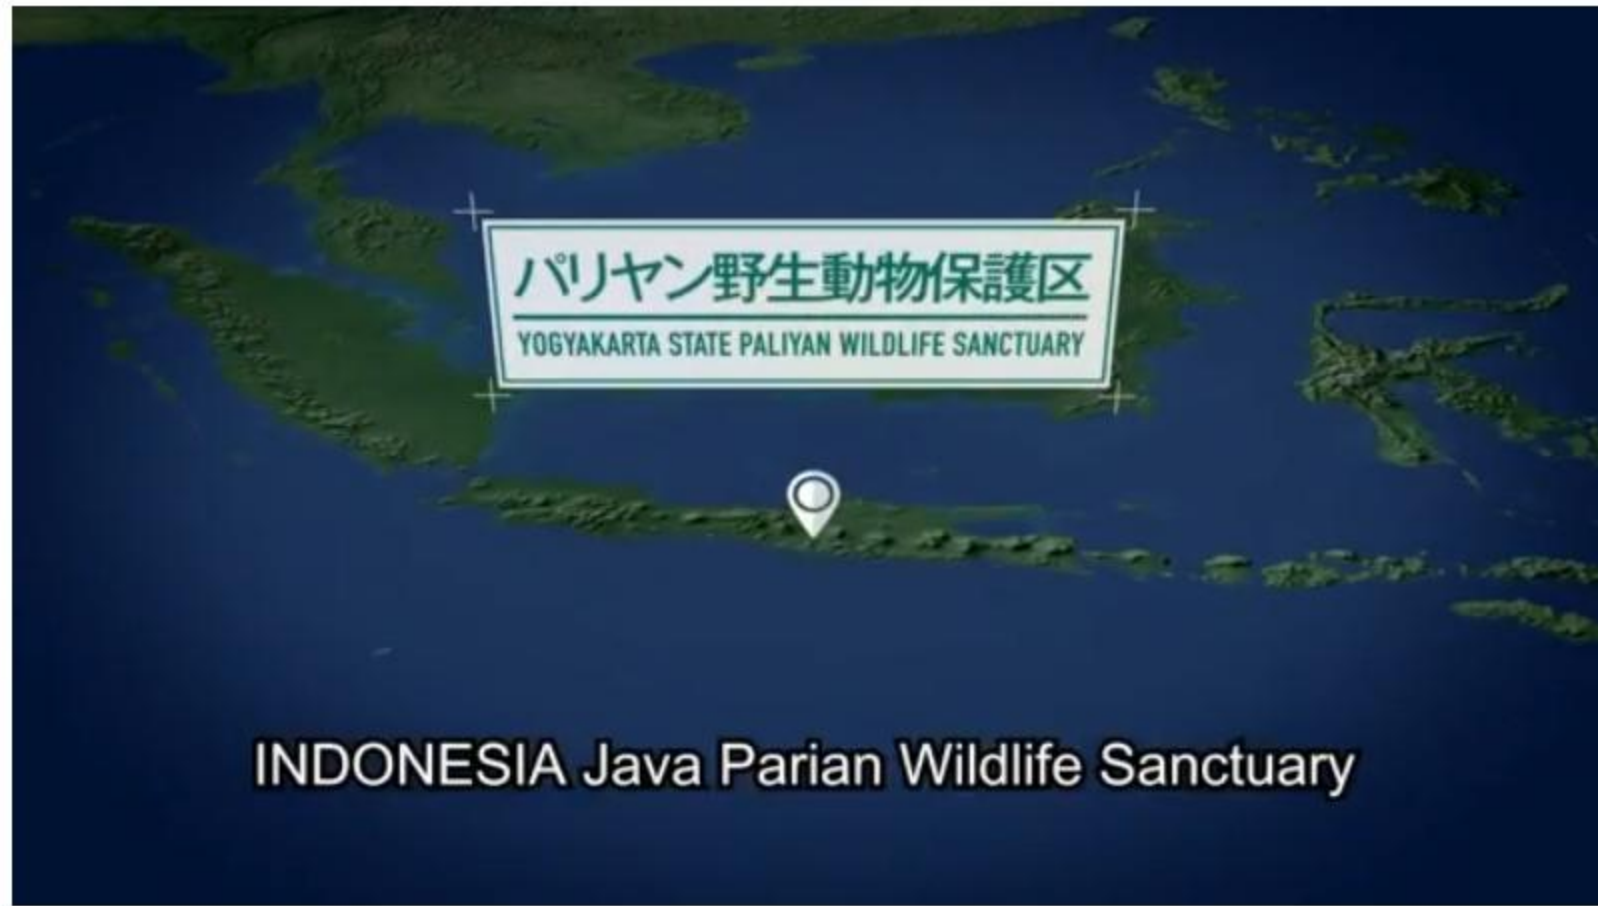 パリヤン野生動物保護区
YOGYAKARTA STATE PALIYAN WILDLIFE SANCTUARY
INDONESIA Java Parian Wildlife Sanctuary